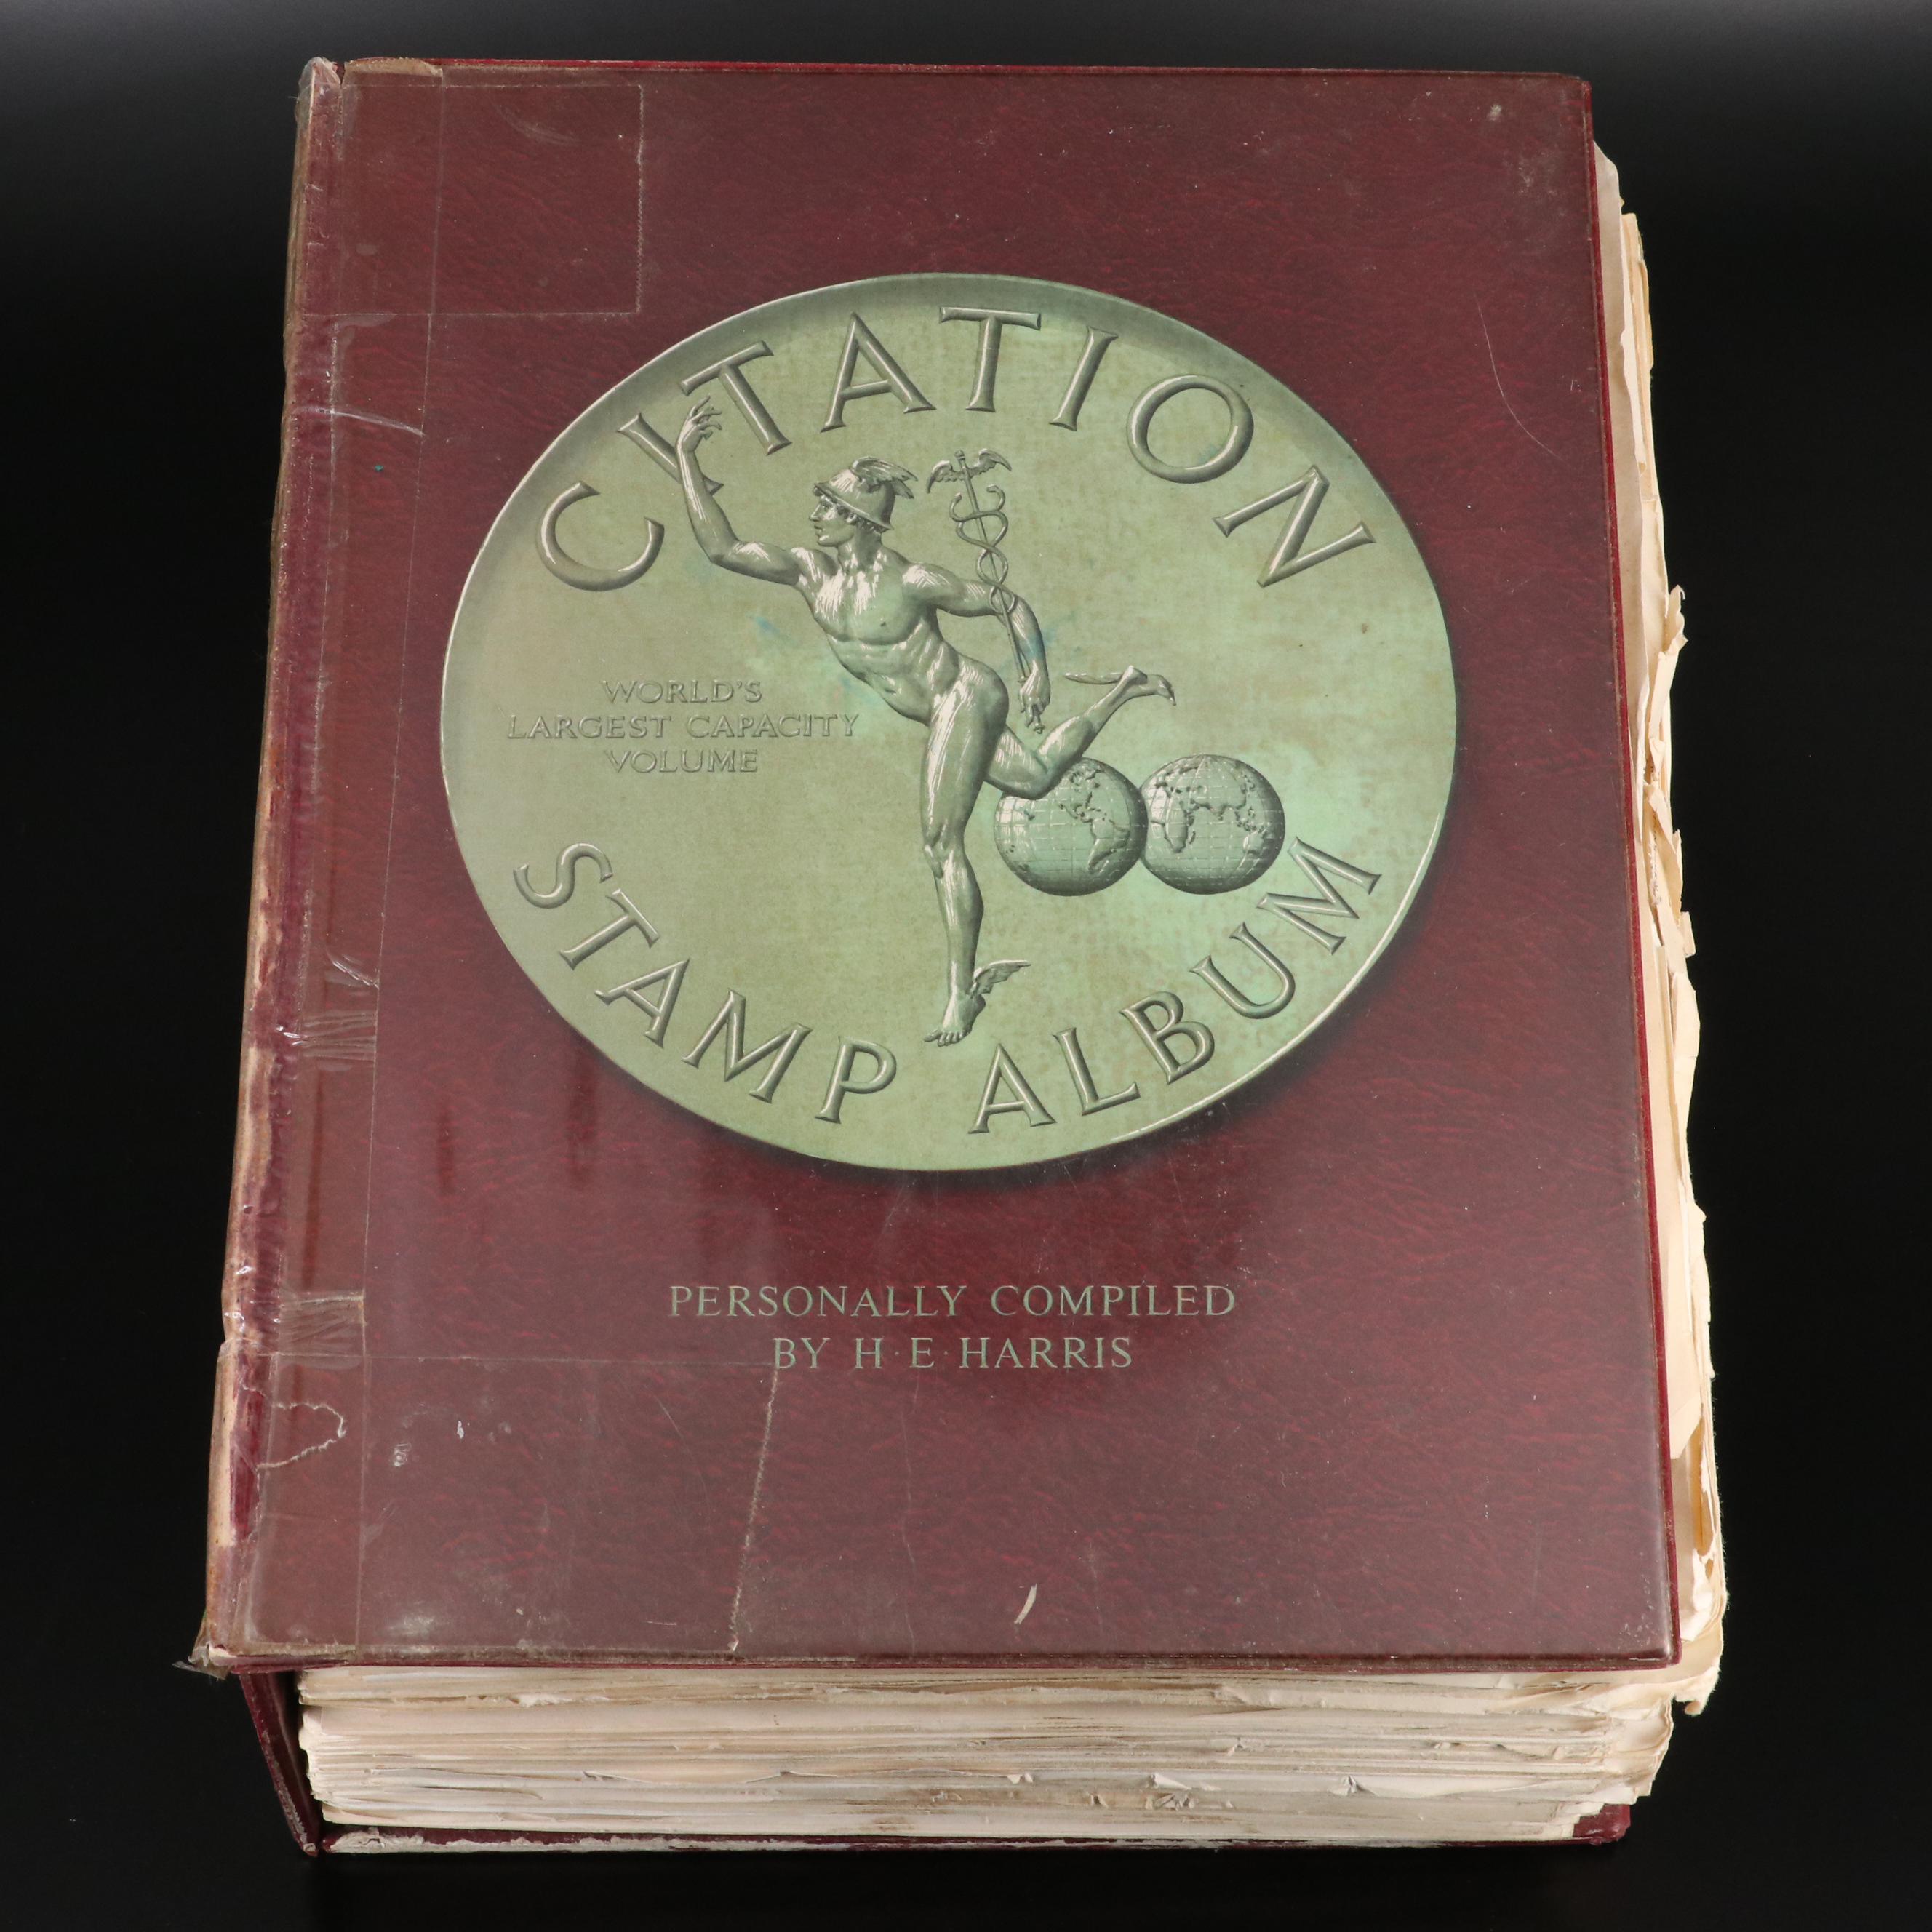 CITATION
WORLD'S
LARGEST CAPACITY
VOLUME
STAMP ALBUM
PERSONALLY COMPILED
BY H·E·HARRIS